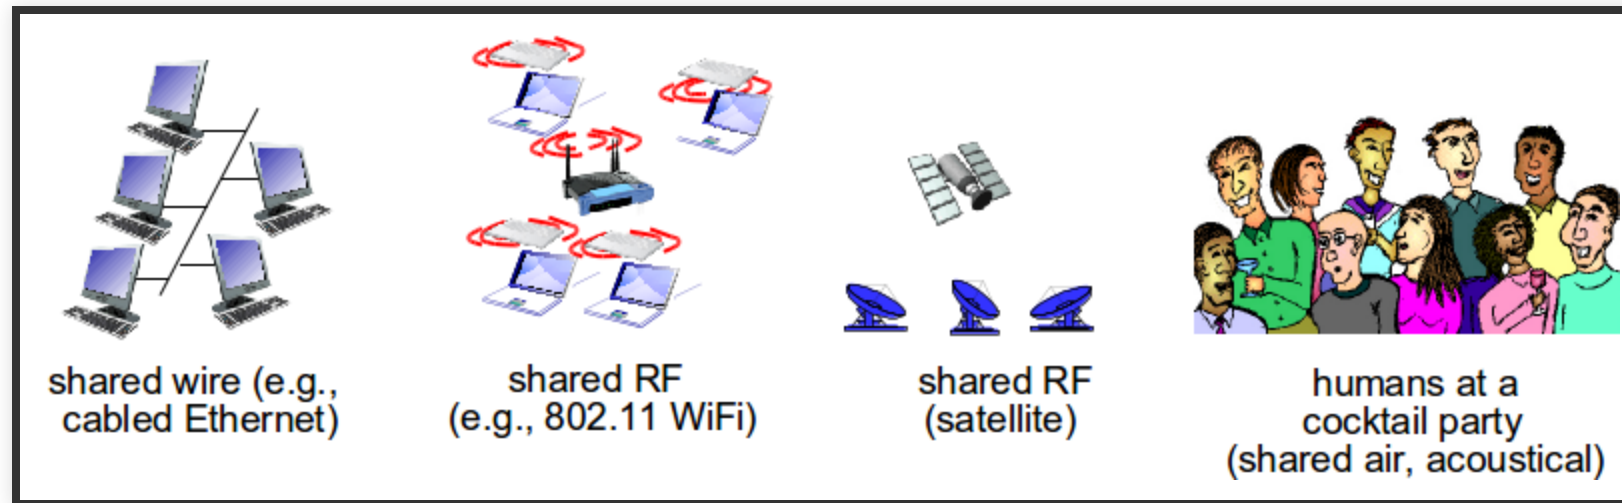 shared wire (e.g.,
cabled Ethernet)
shared RF
(e.g., 802.11 WiFi)
shared RF
(satellite)
humans at a
cocktail party
(shared air, acoustical)